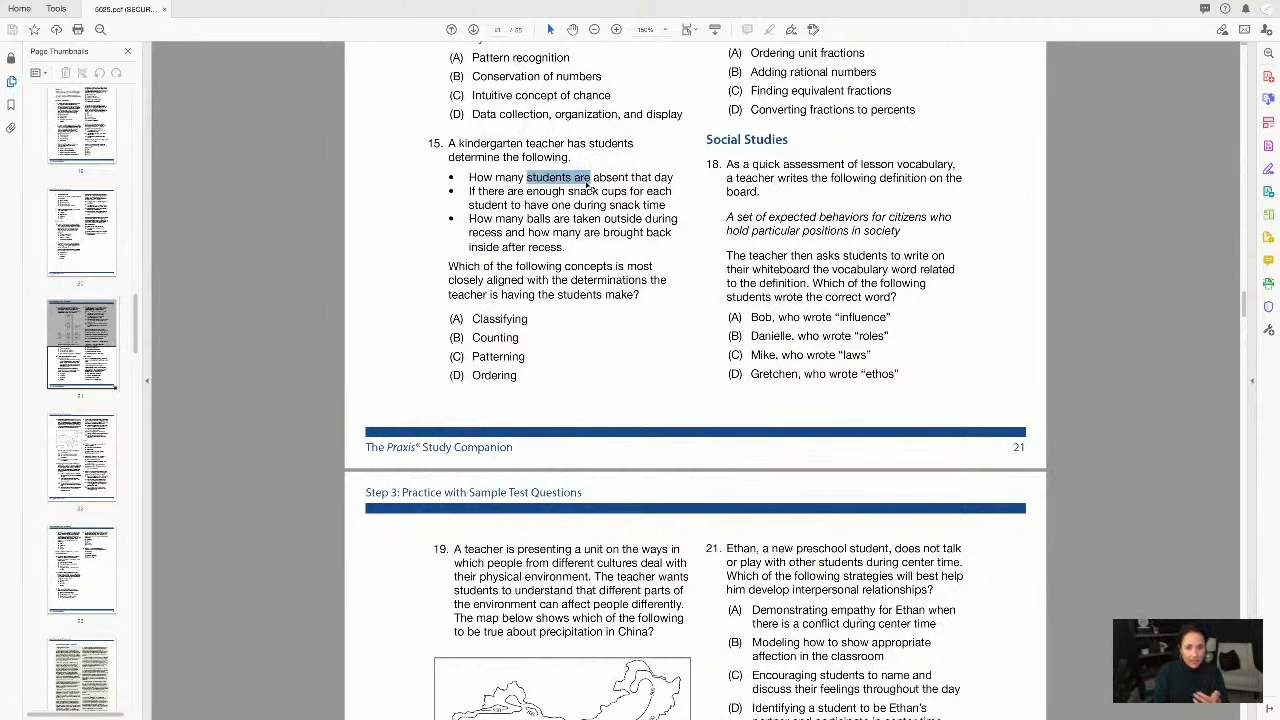 Home
Tools
5025.pdf (SECUR...
/ 55
150%
Page Thumbnails
19
20
21
22
23
(A) Pattern recognition
(B) Conservation of numbers
(C) Intuitive concept of chance
(D) Data collection, organization, and display
15. A kindergarten teacher has students
determine the following.
• How many students are absent that day
• If there are enough snack cups for each
student to have one during snack time
• How many balls are taken outside during
recess and how many are brought back
inside after recess.
Which of the following concepts is most
closely aligned with the determinations the
teacher is having the students make?
(A) Classifying
(B) Counting
(C) Patterning
(D) Ordering
(A) Ordering unit fractions
(B) Adding rational numbers
(C) Finding equivalent fractions
(D) Converting fractions to percents
Social Studies
18. As a quick assessment of lesson vocabulary,
a teacher writes the following definition on the
board.
A set of expected behaviors for citizens who
hold particular positions in society
The teacher then asks students to write on
their whiteboard the vocabulary word related
to the definition. Which of the following
students wrote the correct word?
(A) Bob, who wrote "influence"
(B) Danielle, who wrote "roles"
(C) who wrote "laws"
(D) Gretchen, who wrote "ethos"
The Praxis® Study Companion
21
Step 3: Practice with Sample Test Questions
19. A teacher is presenting a unit on the ways in
which people from different cultures deal with
their physical environment. The teacher wants
students to understand that different parts of
the environment can affect people differently.
The map below shows which of the following
to be true about precipitation in China?
21. Ethan, a new preschool student, does not talk
or play with other students during center time.
Which of the following strategies will best help
him develop interpersonal relationships?
(A) Demonstrating empathy for Ethan when
there is a conflict during center time
(B) Modeling how to show appropriate
in the classroom
(C) Encouraging students to name and
their feelings throughout the day
(D) Identifying a student to be Ethan's